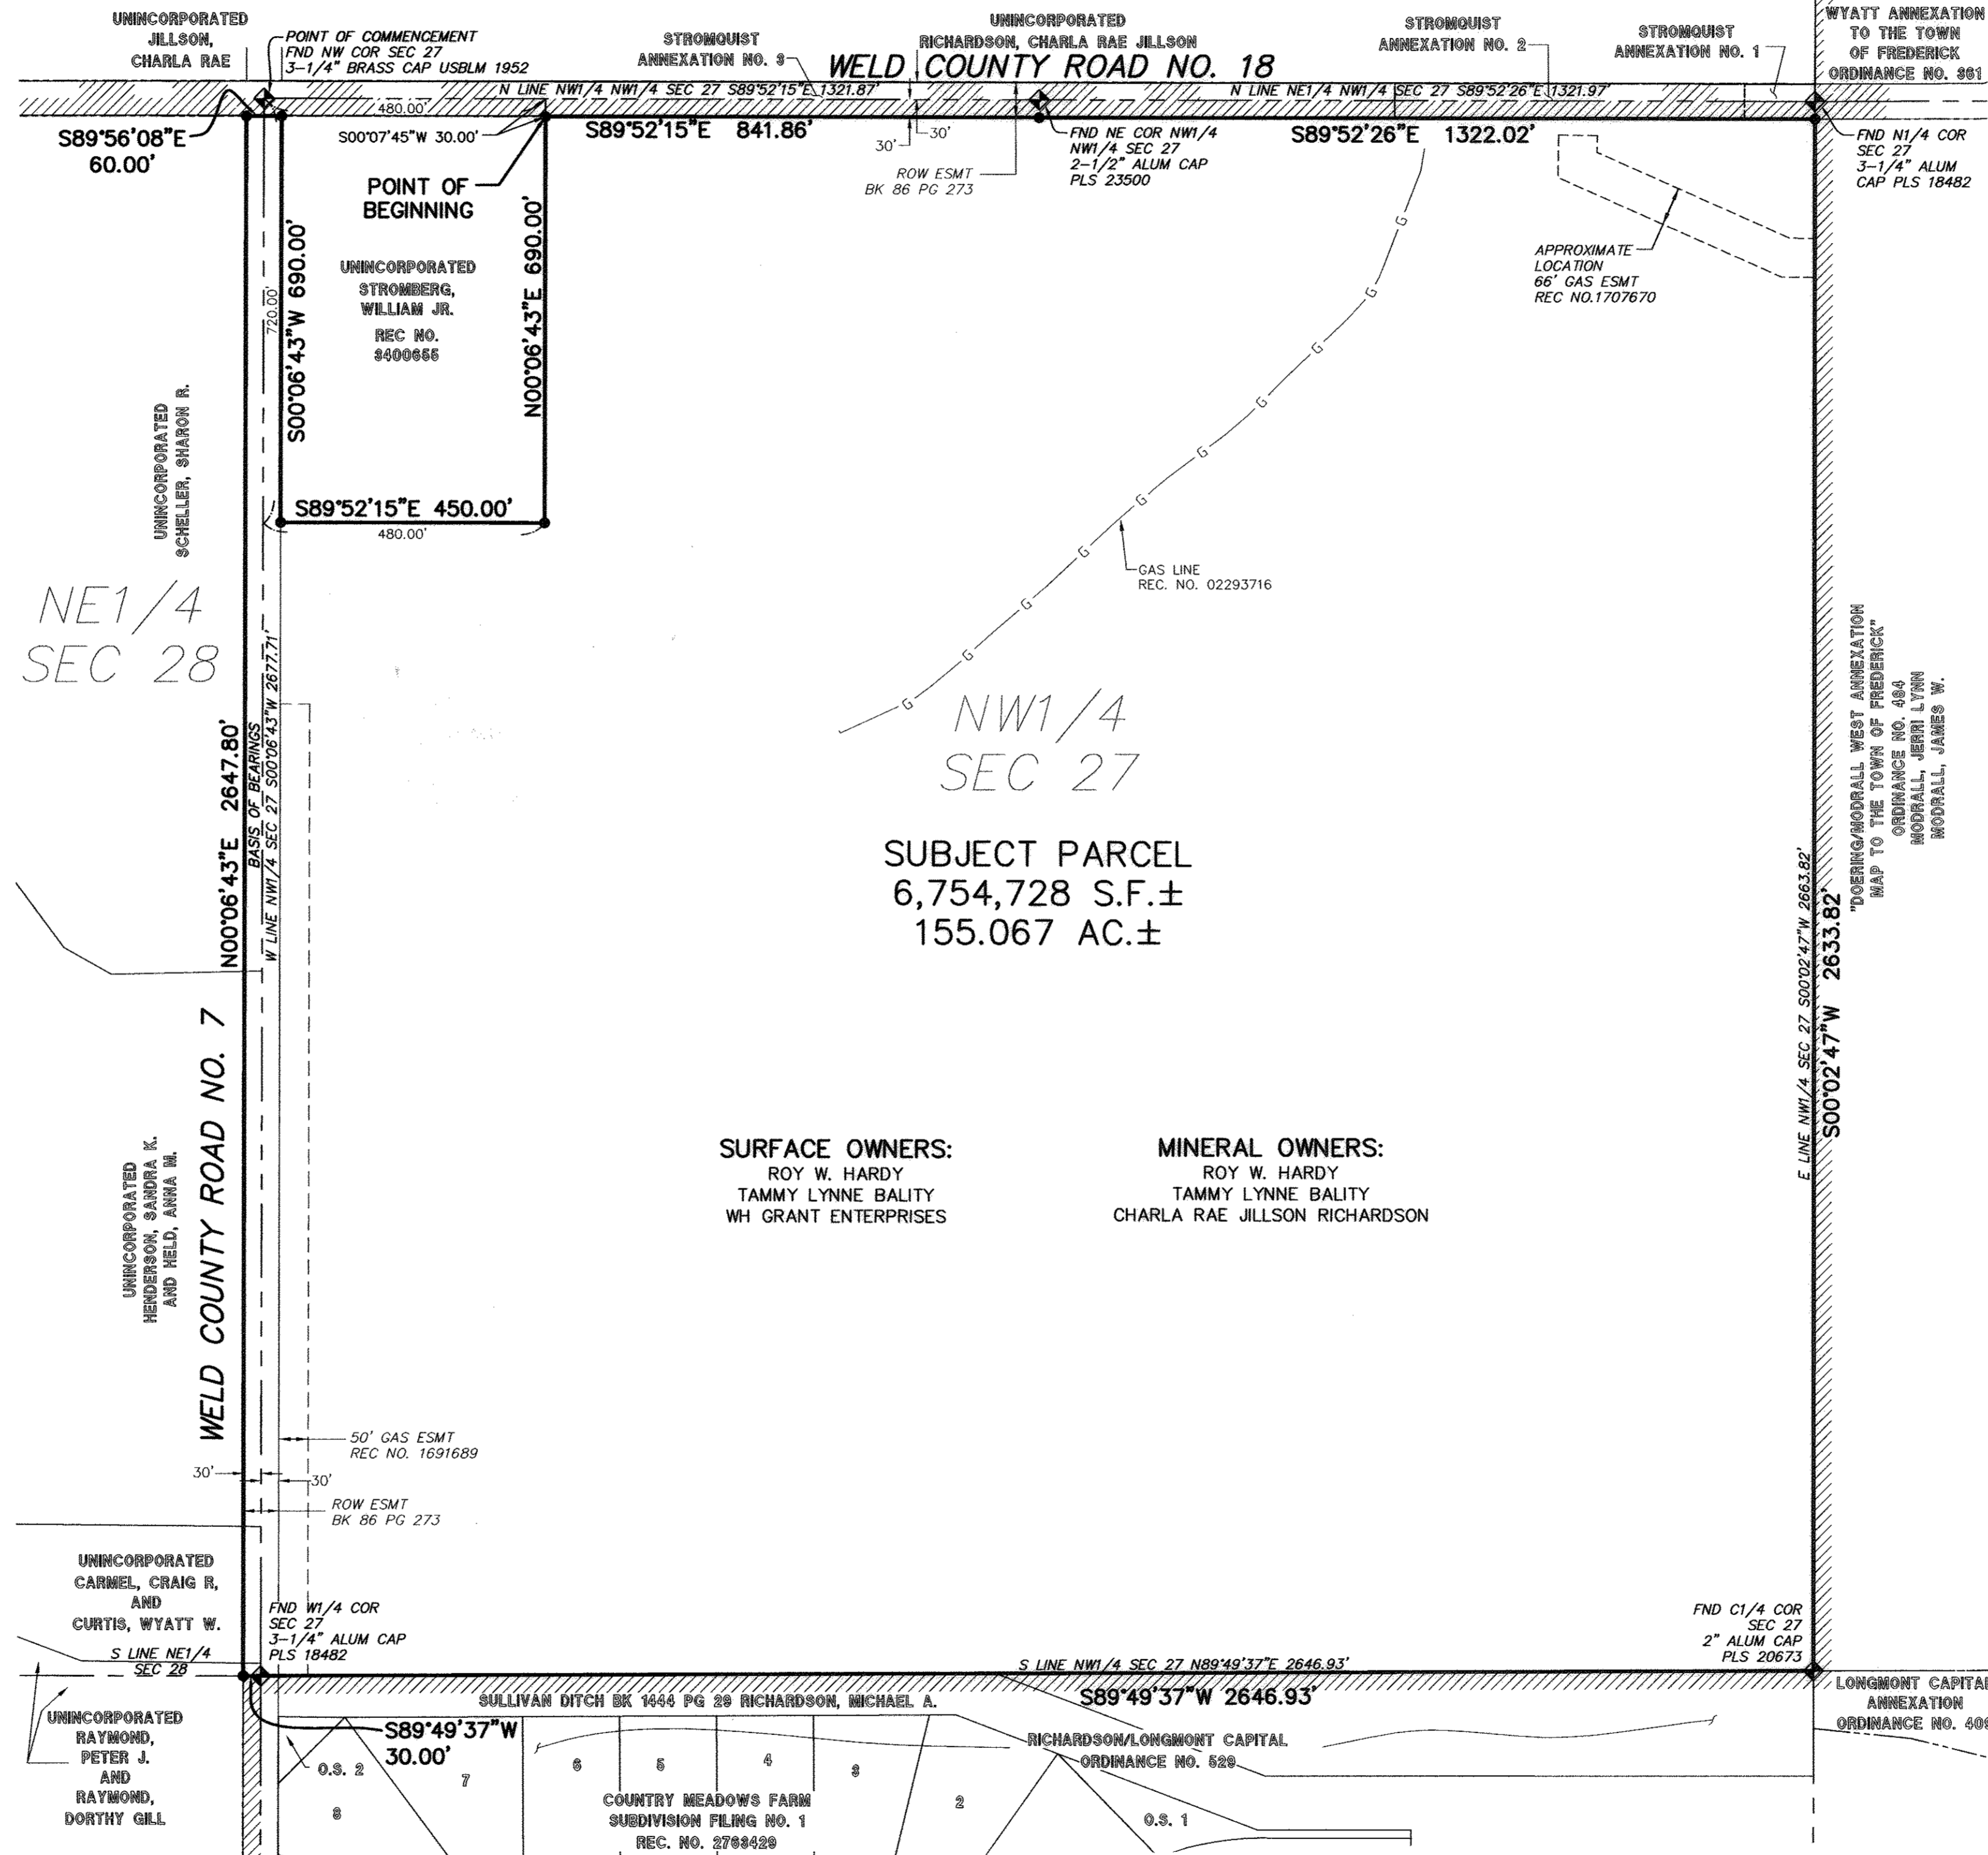 UNINCORPORATED
JILLSON,
CHARLA RAE
POINT OF COMMENCEMENT
FND NW COR SEC 27
3-1/4" BRASS CAP USBLM 1952
STROMQUIST
ANNEXATION NO. 3
UNINCORPORATED
RICHARDSON, CHARLA RAE JILLSON
WELD COUNTY ROAD NO. 18
STROMQUIST
ANNEXATION NO. 2
STROMQUIST
ANNEXATION NO. 1
WYATT ANNEXATION
TO THE TOWN
OF FREDERICK
ORDINANCE NO. 361
N LINE NW1/4 NW1/4 SEC 27 S89°52'15"E 1321.87'
N LINE NE1/4 NW1/4 SEC 27 S89°52'26"E 1321.97'
480.00'
S89°56'08"E
60.00'
S00°07'45"W 30.00'
S89°52'15"E 841.86'
30'
30'
ROW ESMT
BK 86 PG 273
FND NE COR NW1/4
NW1/4 SEC 27
2-1/2" ALUM CAP
PLS 23500
S89°52'26"E 1322.02'
FND N1/4 COR
SEC 27
3-1/4" ALUM
CAP PLS 18482
POINT OF
BEGINNING
UNINCORPORATED
STROMBERG,
WILLIAM JR.
REC NO.
3400655
S00°06'43"W 690.00'
N00°06'43"E 690.00'
720.00'
S89°52'15"E 450.00'
480.00'
APPROXIMATE
LOCATION
66' GAS ESMT
REC NO.1707670
G
G
G
G
G
G
G
G
G
G
G
GAS LINE
REC. NO. 02293716
UNINCORPORATED
SCHELLER, SHARON R.
NE1/4
SEC 28
NW1/4
SEC 27
SUBJECT PARCEL
6,754,728 S.F.±
155.067 AC.±
N00°06'43"E 2647.80'
BASIS OF BEARINGS
W LINE NW1/4 SEC 27 S00°06'43"W 2677.71'
"DOERING/MODRALL WEST ANNEXATION
MAP TO THE TOWN OF FREDERICK"
ORDINANCE NO. 484
MODRALL, JERRI LYNN
MODRALL, JAMES W.
E LINE NW1/4 SEC 27 S00°02'47"W 2663.82'
S00°02'47"W 2633.82'
WELD COUNTY ROAD NO. 7
UNINCORPORATED
HENDERSON, SANDRA K.
AND HELD, ANNA M.
SURFACE OWNERS:
ROY W. HARDY
TAMMY LYNNE BALITY
WH GRANT ENTERPRISES
MINERAL OWNERS:
ROY W. HARDY
TAMMY LYNNE BALITY
CHARLA RAE JILLSON RICHARDSON
50' GAS ESMT
REC NO. 1691689
30'
30'
ROW ESMT
BK 86 PG 273
UNINCORPORATED
CARMEL, CRAIG R,
AND
CURTIS, WYATT W.
S LINE NE1/4
SEC 28
FND W1/4 COR
SEC 27
3-1/4" ALUM CAP
PLS 18482
FND C1/4 COR
SEC 27
2" ALUM CAP
PLS 20673
S LINE NW1/4 SEC 27 N89°49'37"E 2646.93'
S89°49'37"W 2646.93'
SULLIVAN DITCH BK 1444 PG 29 RICHARDSON, MICHAEL A.
S89°49'37"W
30.00'
UNINCORPORATED
RAYMOND,
PETER J.
AND
RAYMOND,
DORTHY GILL
LONGMONT CAPITAL
ANNEXATION
ORDINANCE NO. 409
RICHARDSON/LONGMONT CAPITAL
ORDINANCE NO. 529
O.S. 2
8
7
6
5
4
3
2
O.S. 1
COUNTRY MEADOWS FARM
SUBDIVISION FILING NO. 1
REC. NO. 2763429